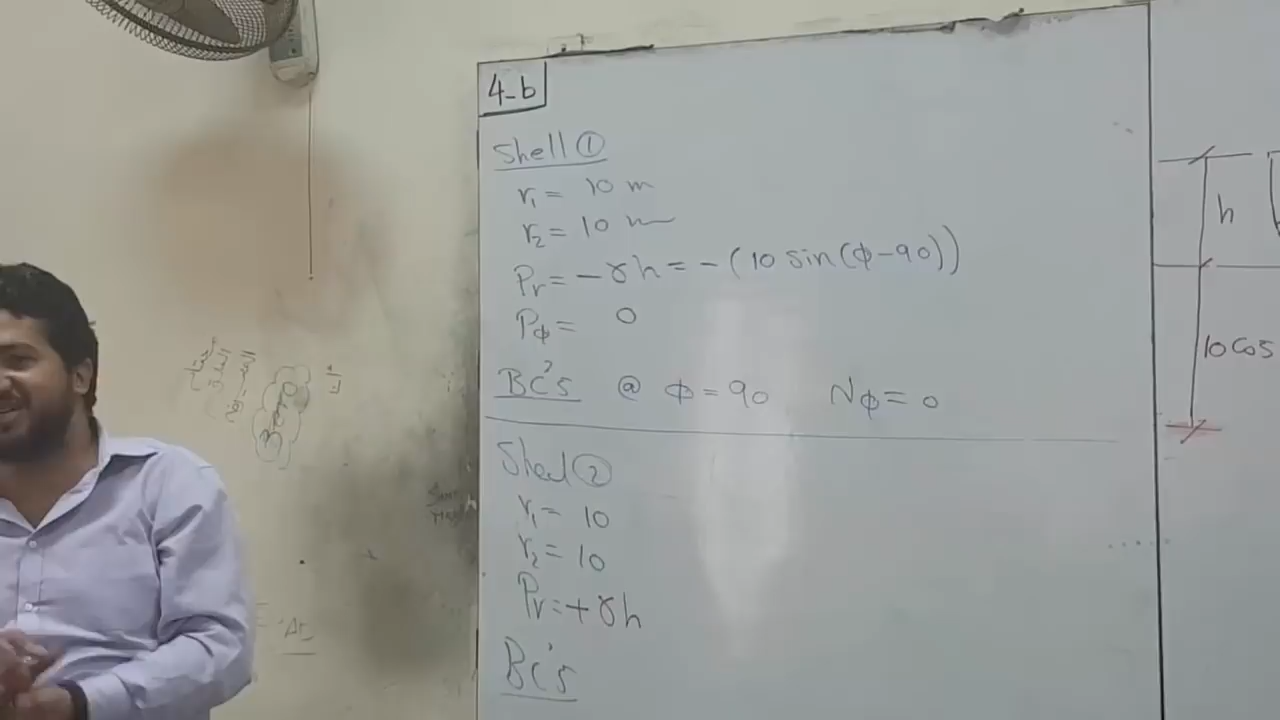 4-b
Shell ①
r₁ = 10 m
r₂ = 10 m
Pr = - γh = - (10 sin(φ-90))
Pφ = 0
BC's @ φ = 90 Nφ = 0
Shell ②
r₁ = 10
r₂ = 10
Pr = + γh
BC's
h
10 cos